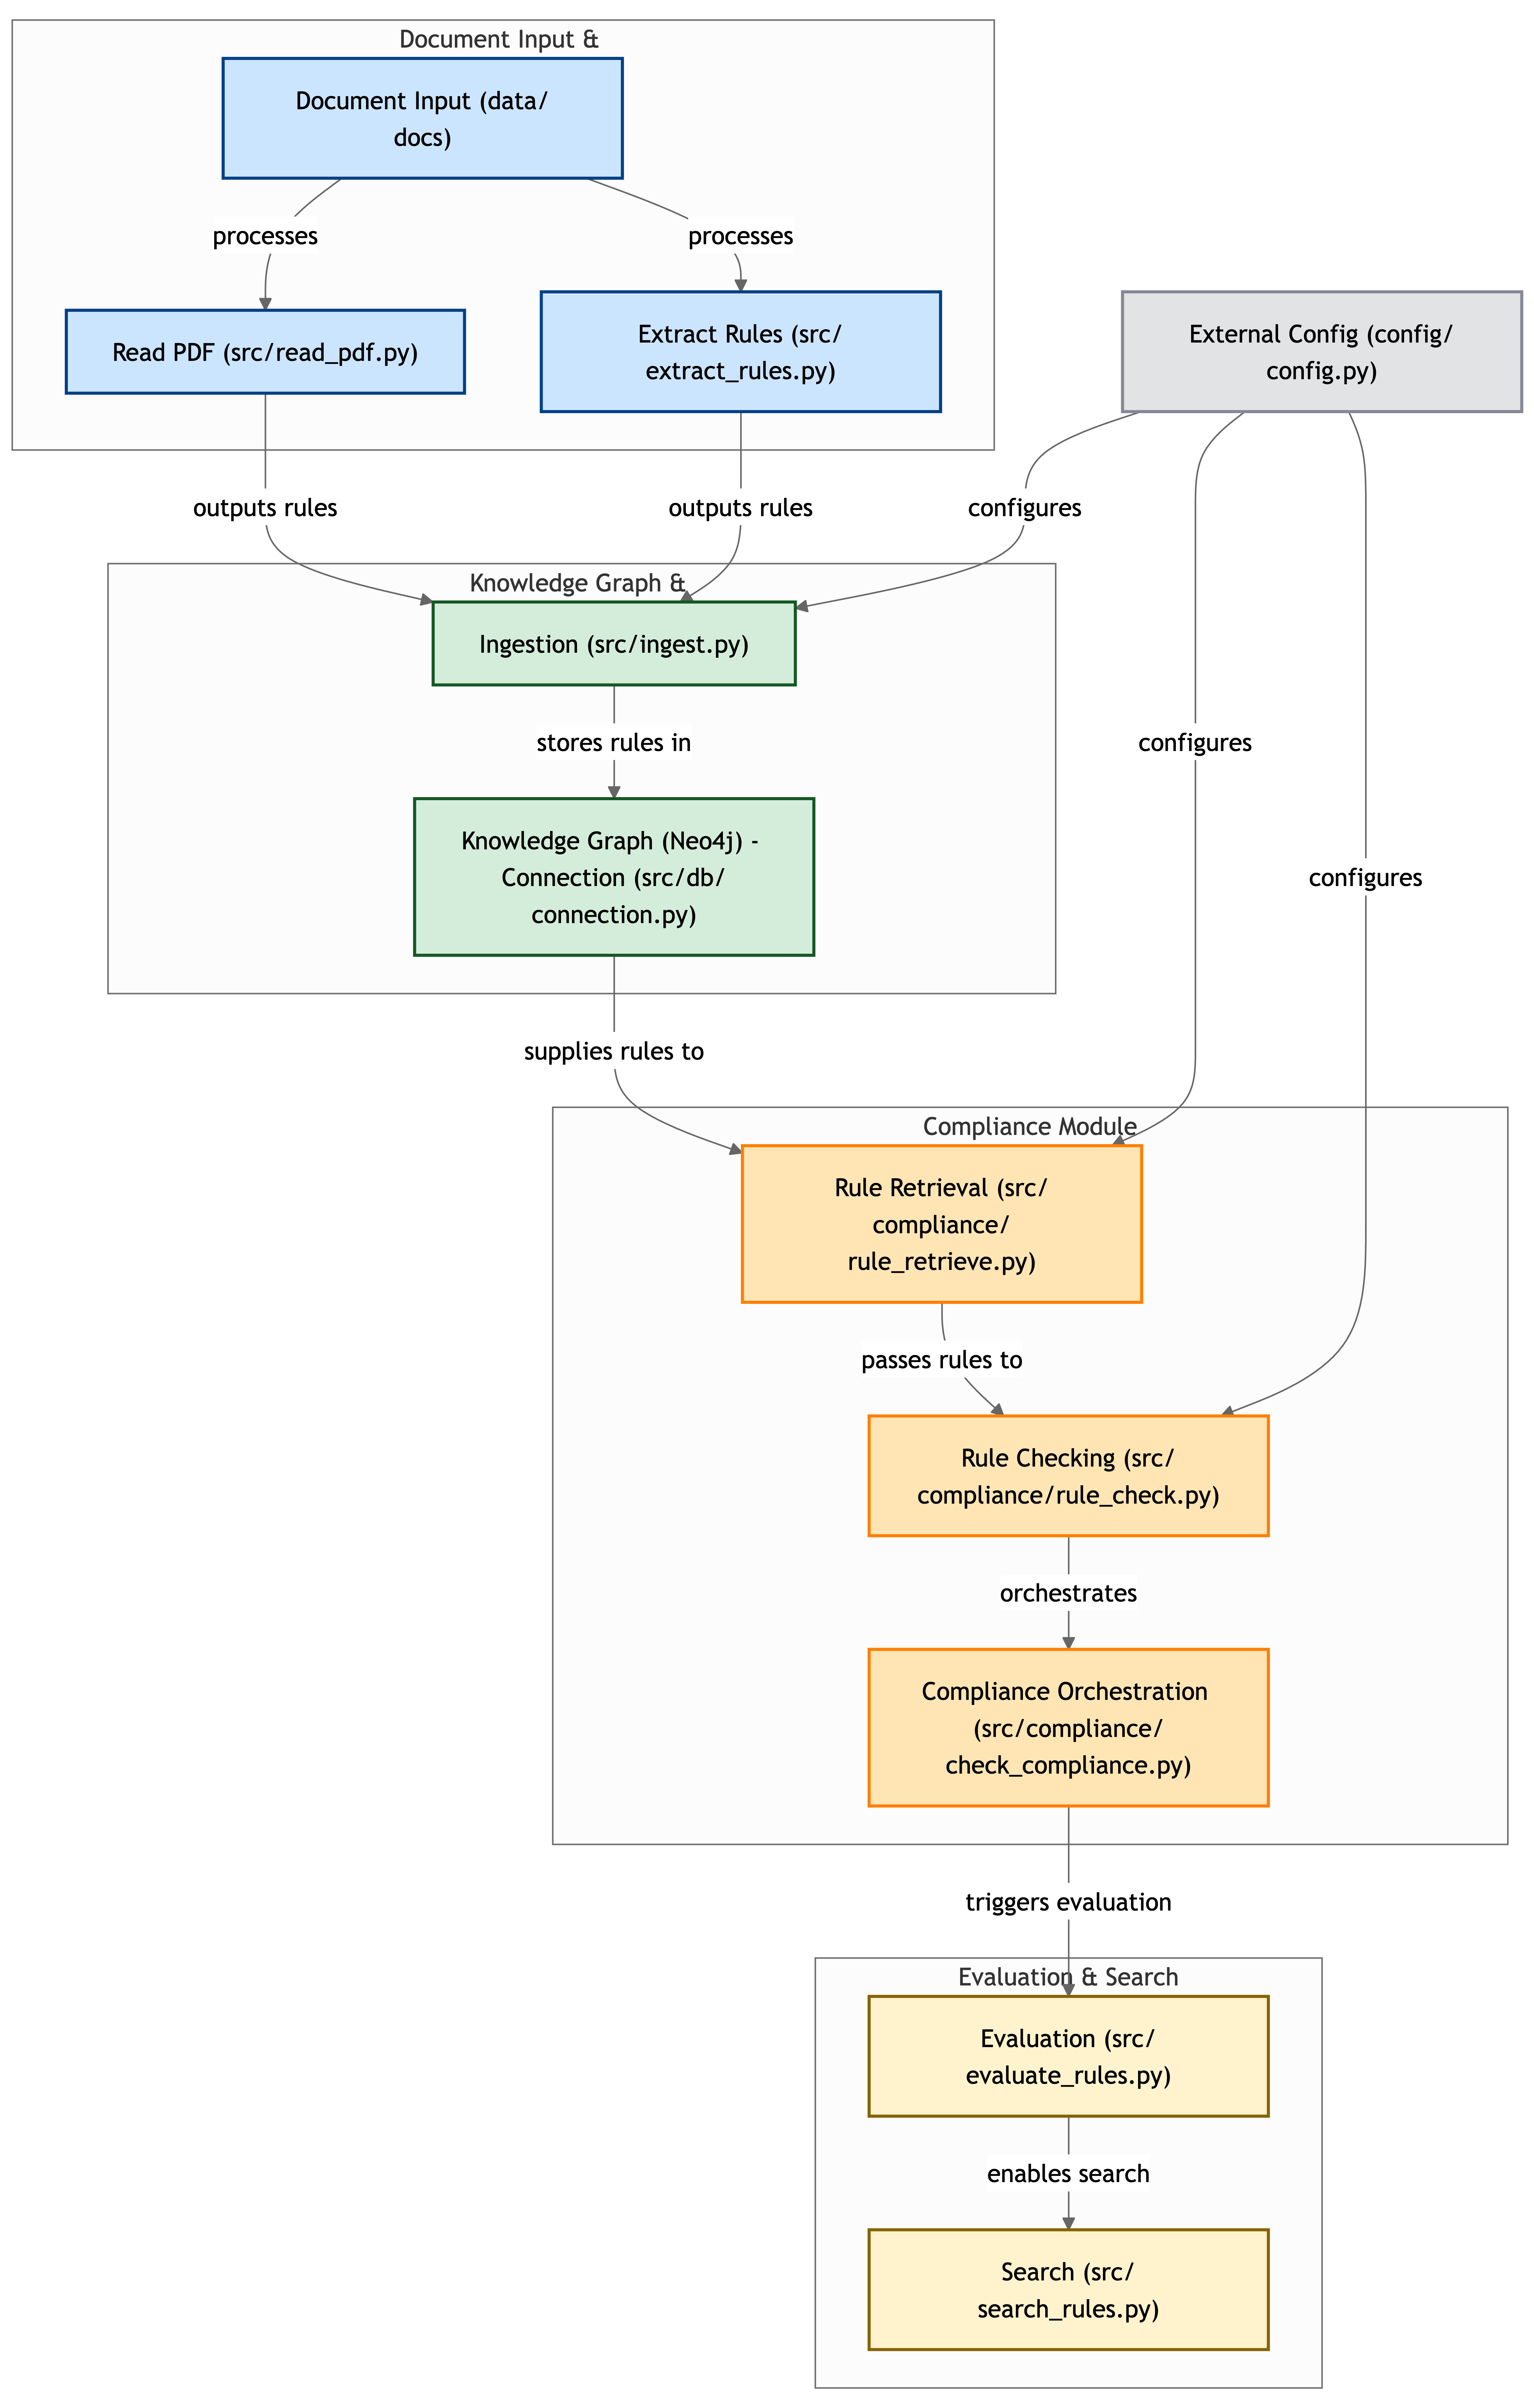 Document Input &
Document Input (data/
docs)
processes
processes
Read PDF (src/read_pdf.py)
Extract Rules (src/
extract_rules.py)
External Config (config/
config.py)
outputs rules
outputs rules
configures
Knowledge Graph &
Ingestion (src/ingest.py)
stores rules in
configures
Knowledge Graph (Neo4j) -
Connection (src/db/
connection.py)
configures
supplies rules to
Compliance Module
Rule Retrieval (src/
compliance/
rule_retrieve.py)
passes rules to
Rule Checking (src/
compliance/rule_check.py)
orchestrates
Compliance Orchestration
(src/compliance/
check_compliance.py)
triggers evaluation
Evaluation & Search
Evaluation (src/
evaluate_rules.py)
enables search
Search (src/
search_rules.py)